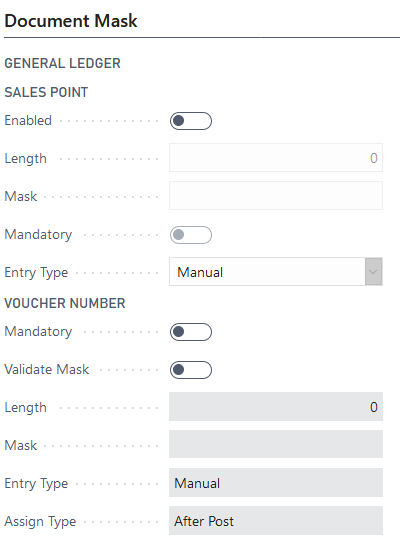 Document Mask
GENERAL LEDGER
SALES POINT
Enabled
Length 0
Mask
Mandatory
Entry Type Manual
VOUCHER NUMBER
Mandatory
Validate Mask
Length 0
Mask
Entry Type Manual
Assign Type After Post